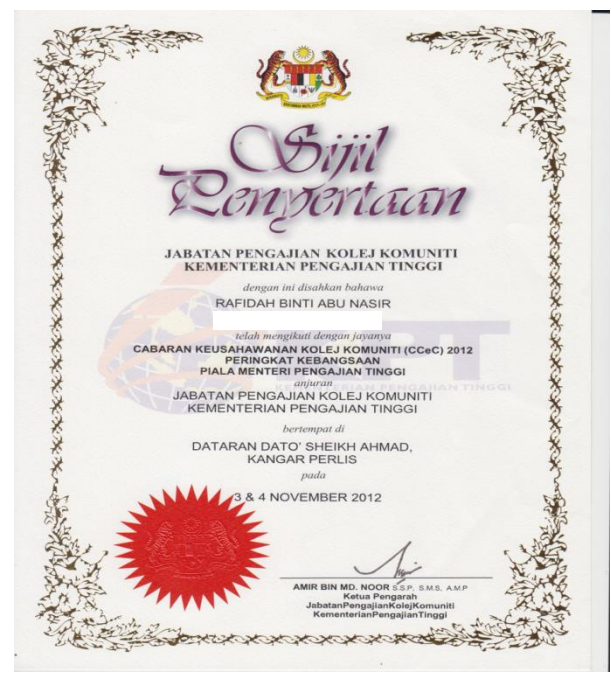 Sijil
Penyertaan
JABATAN PENGAJIAN KOLEJ KOMUNITI
KEMENTERIAN PENGAJIAN TINGGI
dengan ini disahkan bahawa
RAFIDAH BINTI ABU NASIR
telah mengikuti dengan jayanya
CABARAN KEUSAHAWANAN KOLEJ KOMUNITI (CCeC) 2012
PERINGKAT KEBANGSAAN
PIALA MENTERI PENGAJIAN TINGGI
anjuran
JABATAN PENGAJIAN KOLEJ KOMUNITI
KEMENTERIAN PENGAJIAN TINGGI
bertempat di
DATARAN DATO' SHEIKH AHMAD,
KANGAR PERLIS
pada
3 & 4 NOVEMBER 2012
AMIR BIN MD. NOOR S.S.P, S.M.S, A.M.P
Ketua Pengarah
JabatanPengajianKolejKomuniti
KementerianPengajianTinggi